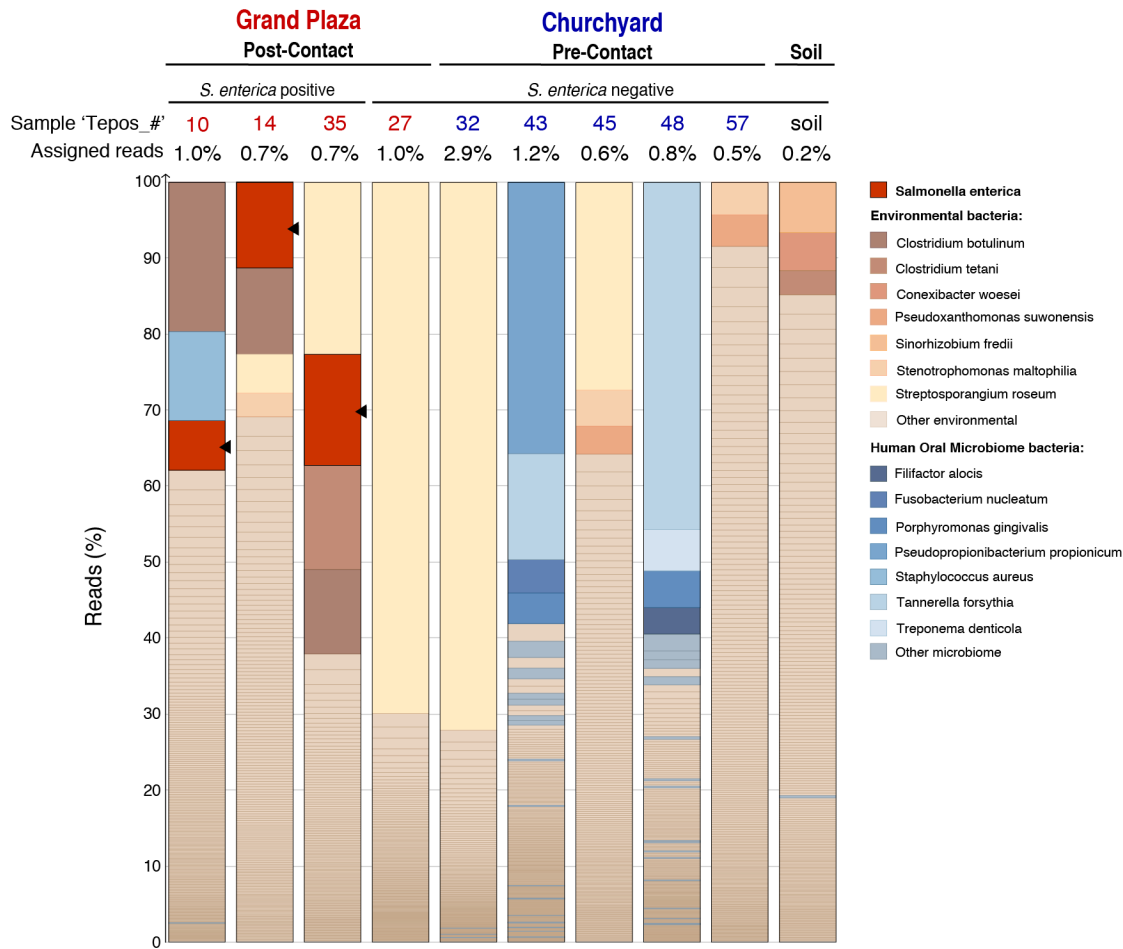 Grand Plaza Churchyard
Post-Contact Pre-Contact Soil
S. enterica positive S. enterica negative
Sample ‘Tepos_#’ 10 14 35 27 32 43 45 48 57 soil
Assigned reads 1.0% 0.7% 0.7% 1.0% 2.9% 1.2% 0.6% 0.8% 0.5% 0.2%
100
90
80
70
60
50
40
30
20
10
0
Reads (%)
Salmonella enterica
Environmental bacteria:
Clostridium botulinum
Clostridium tetani
Conexibacter woesei
Pseudoxanthomonas suwonensis
Sinorhizobium fredii
Stenotrophomonas maltophilia
Streptosporangium roseum
Other environmental
Human Oral Microbiome bacteria:
Filifactor alocis
Fusobacterium nucleatum
Porphyromonas gingivalis
Pseudopropionibacterium propionicum
Staphylococcus aureus
Tannerella forsythia
Treponema denticola
Other microbiome